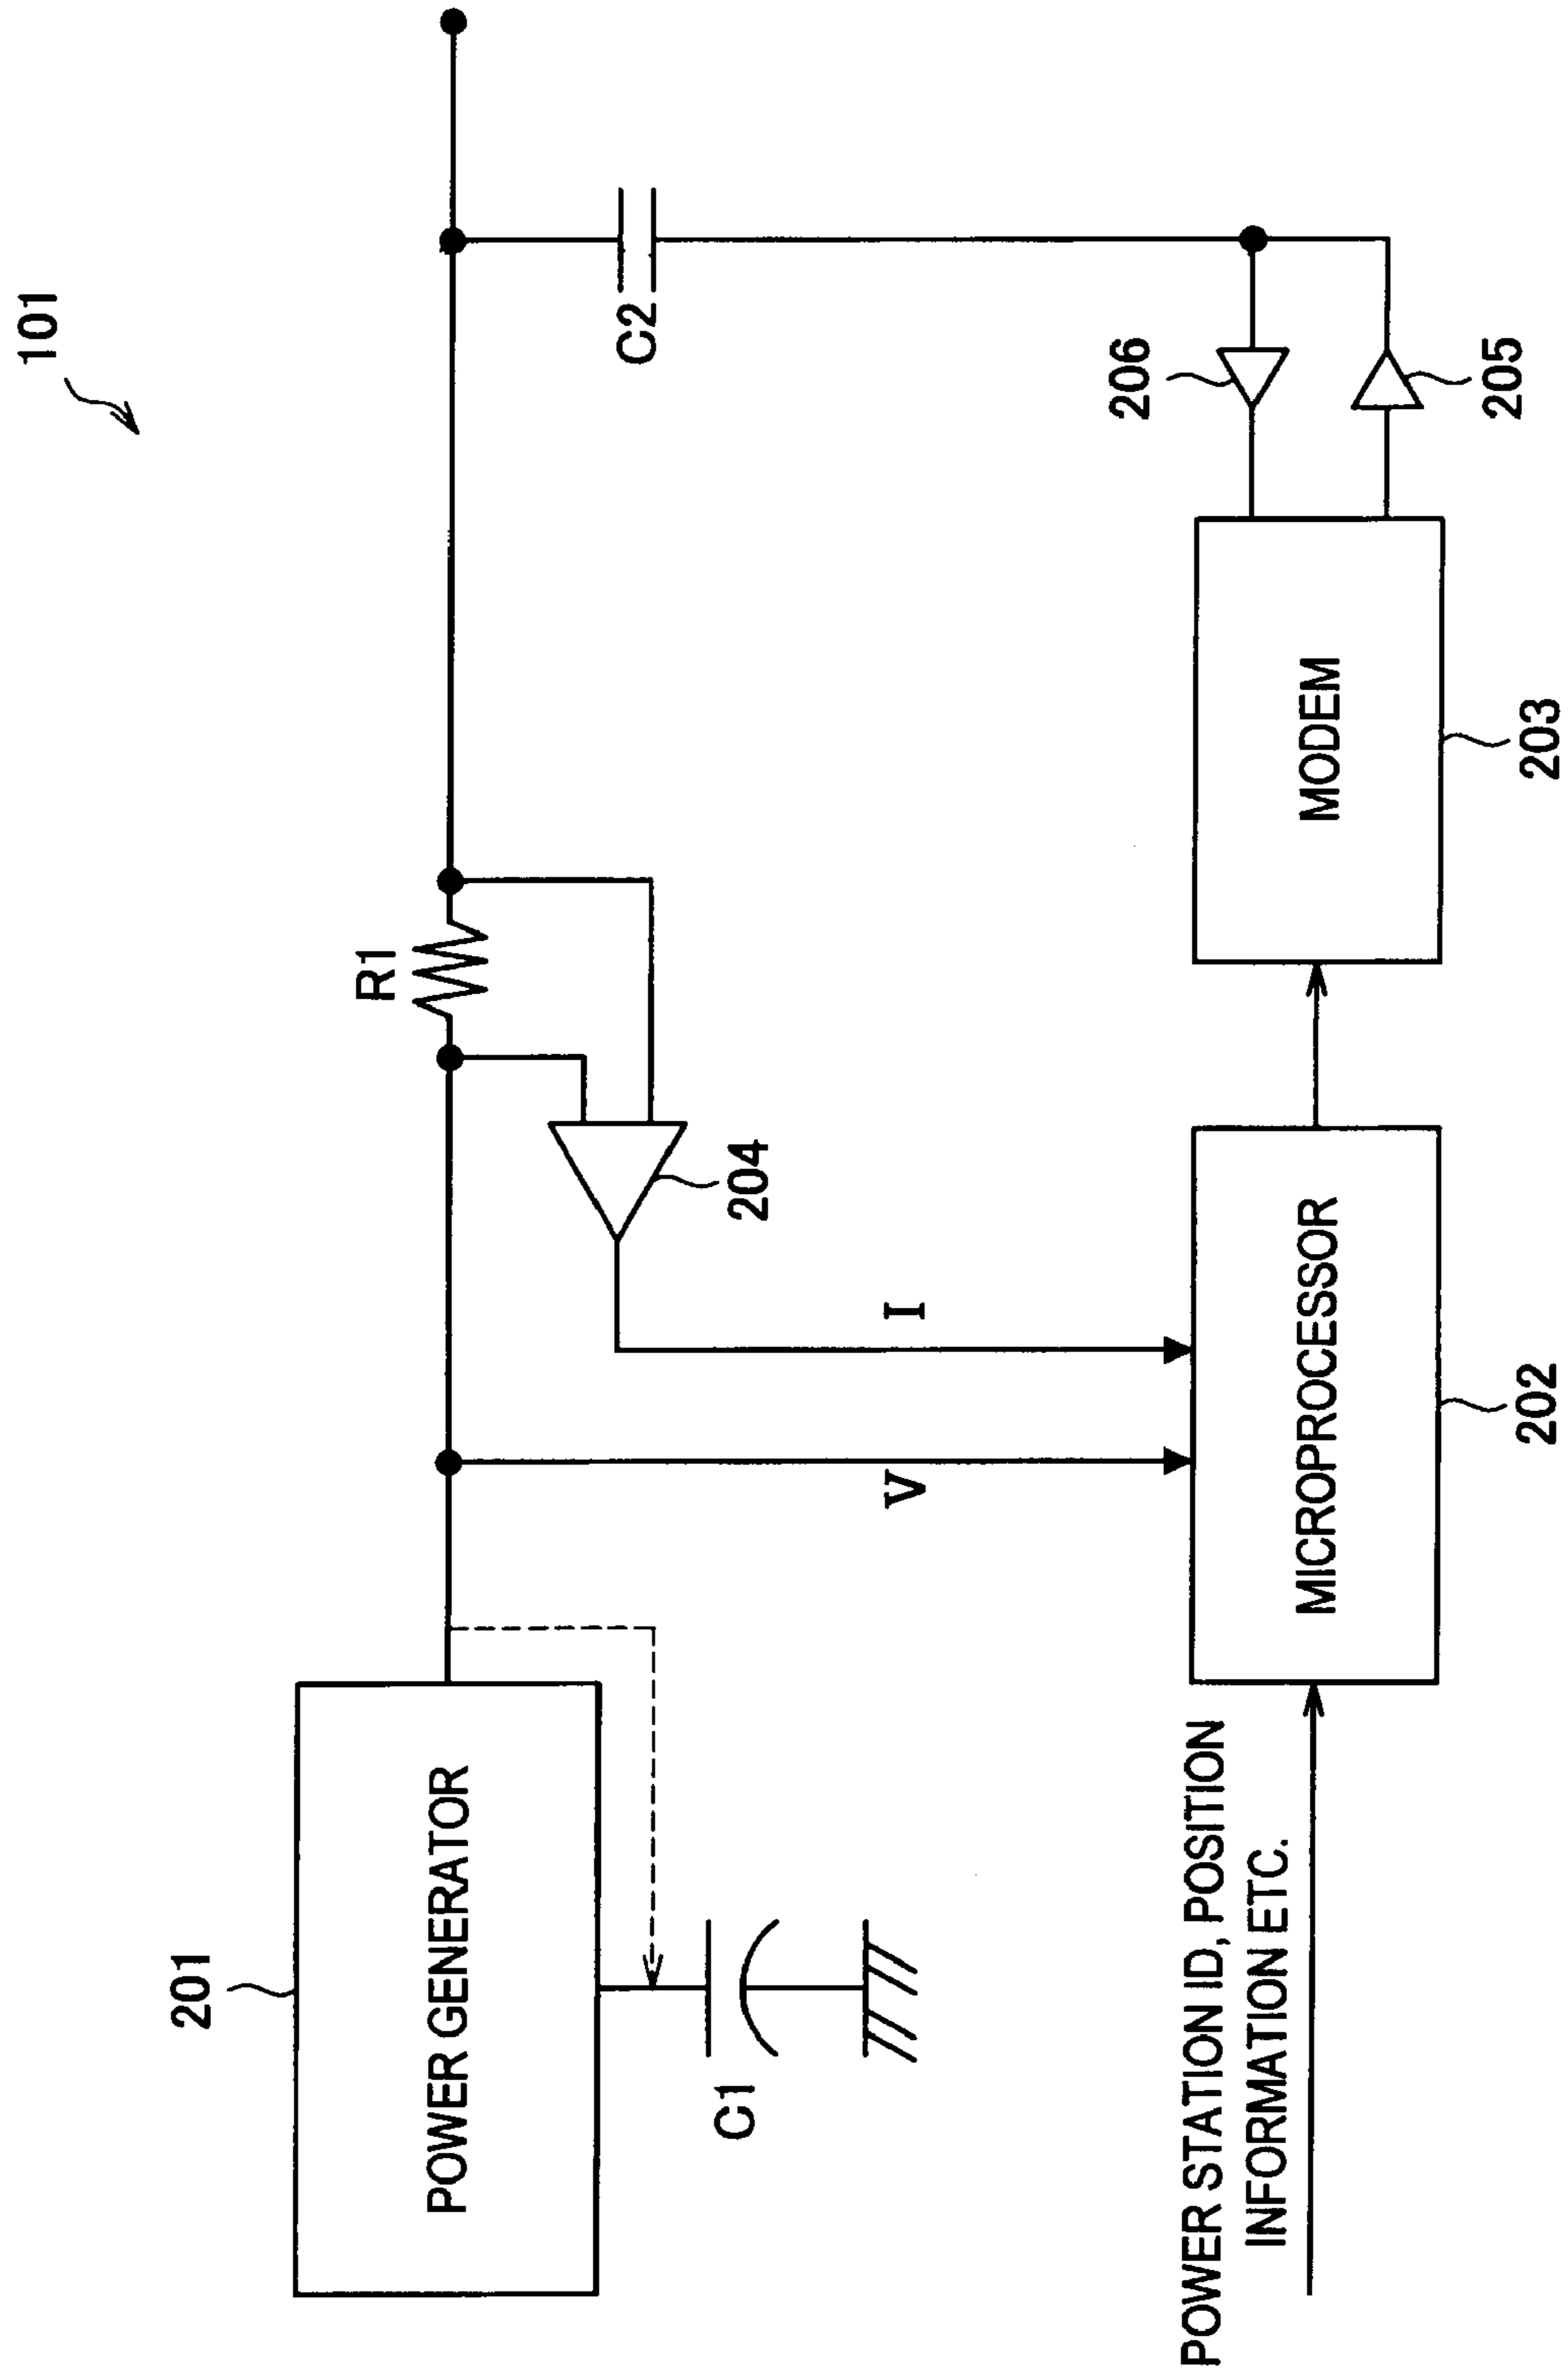 101
R1
C2
201
POWER GENERATOR
C1
204
V
I
206
205
POWER STATION ID, POSITION
INFORMATION ETC.
MICROPROCESSOR
202
MODEM
203